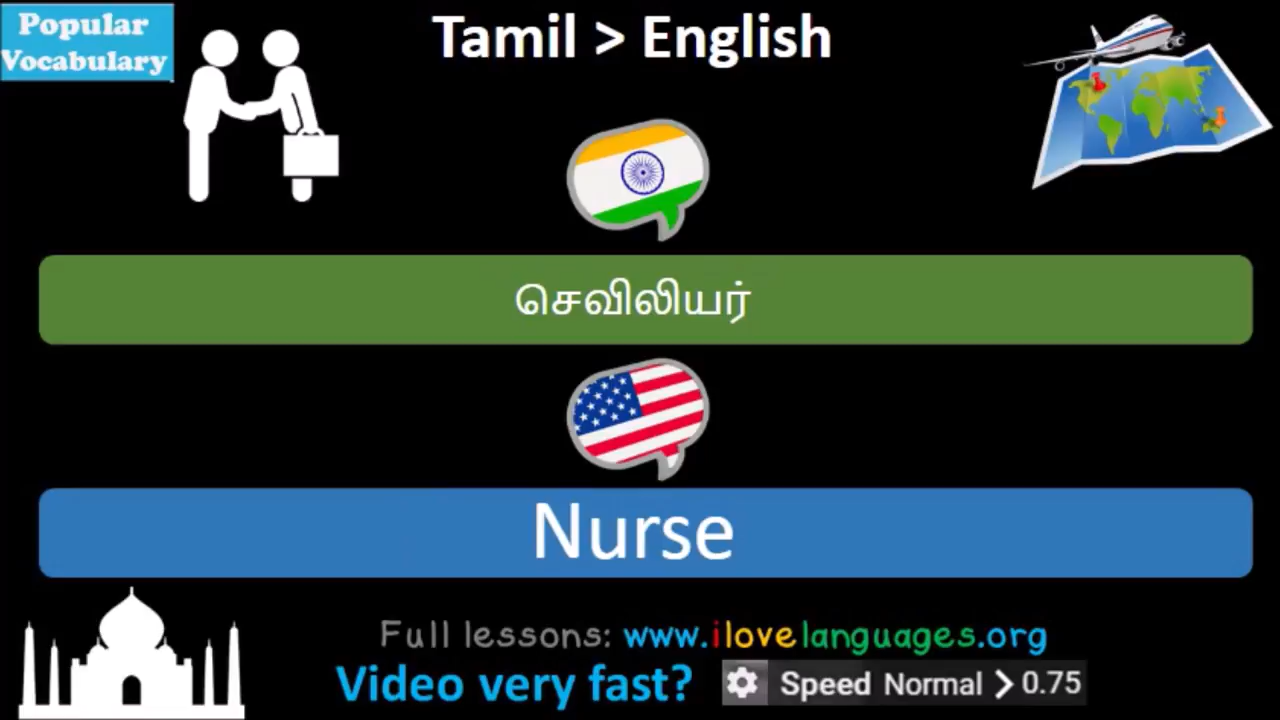 Popular
Vocabulary
Tamil > English
செவிலியர்
Nurse
Full lessons: www.ilovelanguages.org
Video very fast? Speed Normal > 0.75